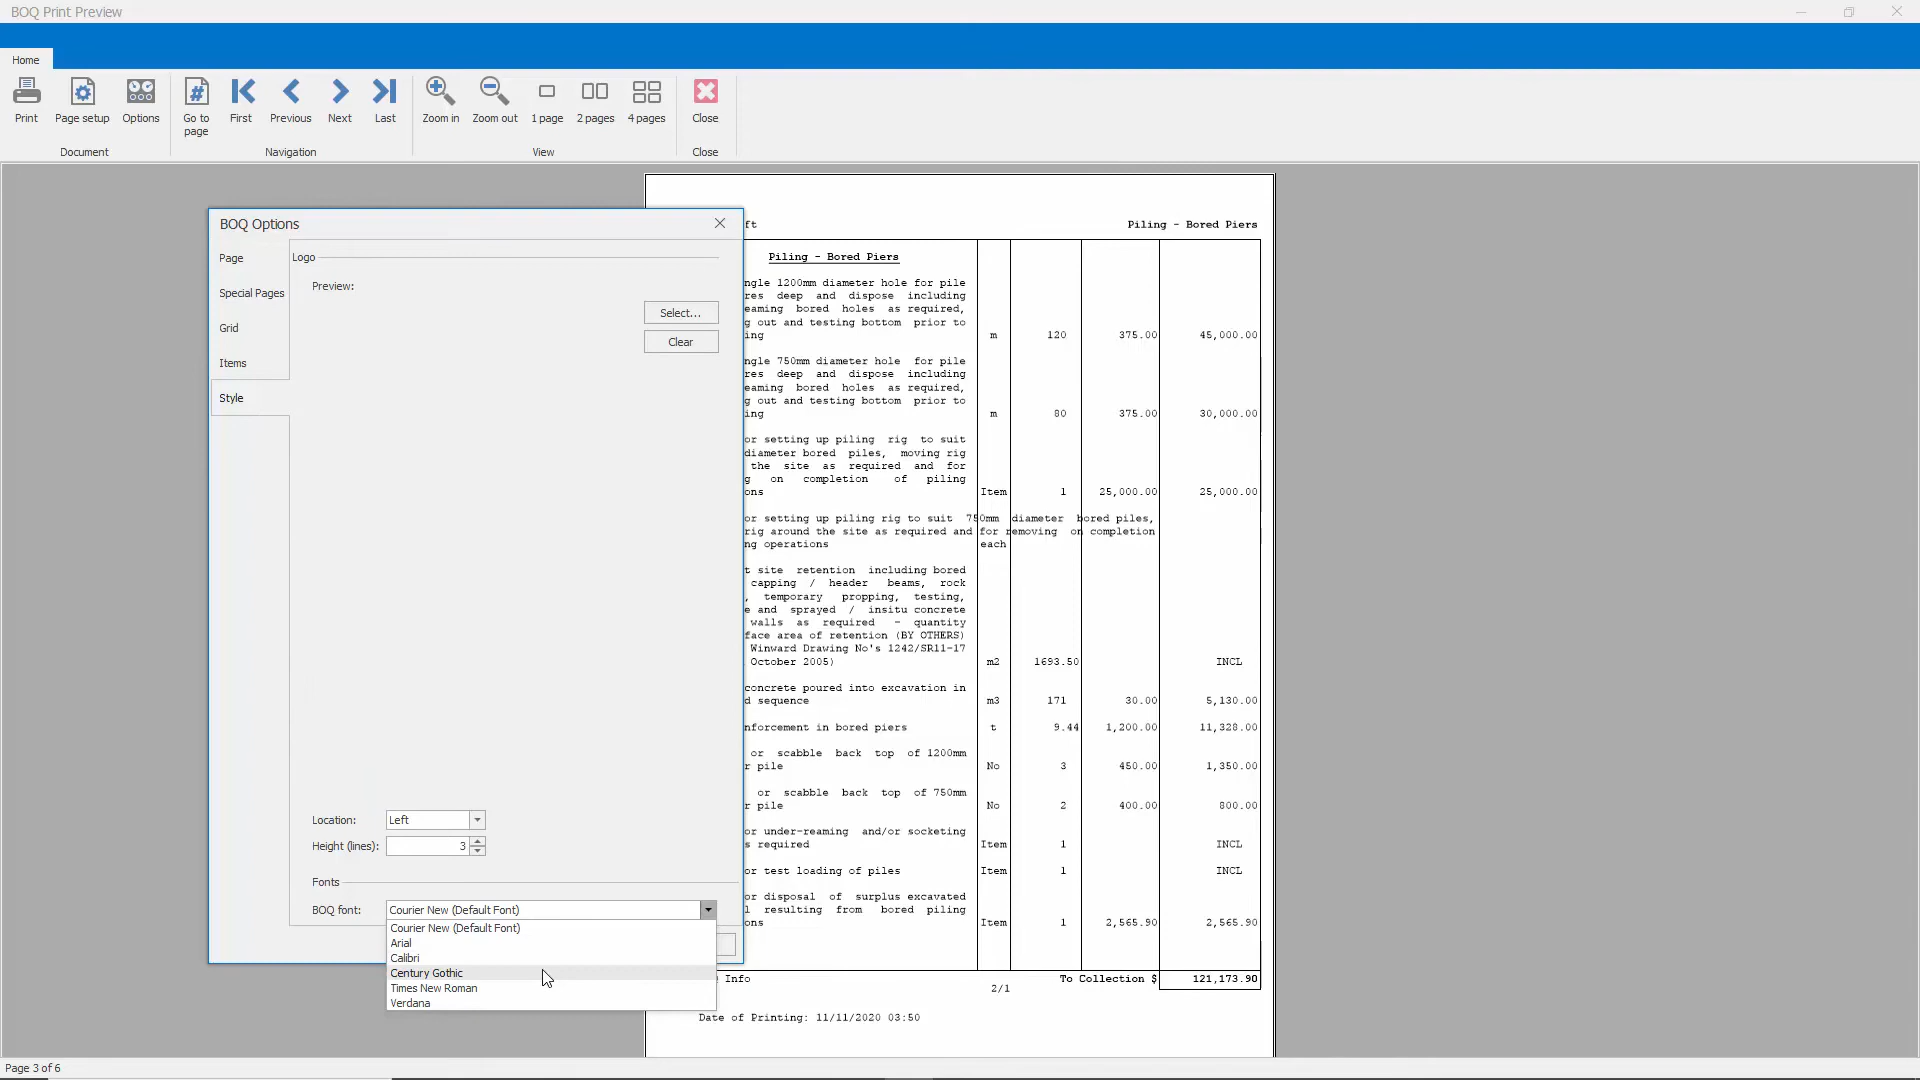 BOQ Print Preview
Home
Print
Page setup
Options
Go to
page
First
Previous
Next
Last
Zoom in
Zoom out
1 page
2 pages
4 pages
Close
Document
Navigation
View
Close
BOQ Options
Page
Special Pages
Grid
Items
Style
Logo
Preview:
Select...
Clear
Location:
Left
Height (lines):
3
Fonts
BOQ font:
Courier New (Default Font)
Courier New (Default Font)
Arial
Calibri
Century Gothic
Times New Roman
Verdana
ft
Piling - Bored Piers
Piling - Bored Piers
ngle 1200mm diameter hole for pile
res deep and dispose including
eaming bored holes as required,
g out and testing bottom prior to
ing m 120 375.00 45,000.00
ngle 750mm diameter hole for pile
res deep and dispose including
eaming bored holes as required,
g out and testing bottom prior to
ing m 80 375.00 30,000.00
or setting up piling rig to suit
diameter bored piles, moving rig
the site as required and for
g on completion of piling
ons Item 1 25,000.00 25,000.00
or setting up piling rig to suit 750mm diameter bored piles,
rig around the site as required and for removing on completion
ng operations each
t site retention including bored
capping / header beams, rock
, temporary propping, testing,
e and sprayed / insitu concrete
walls as required - quantity
face area of retention (BY OTHERS)
Winward Drawing No's 1242/SR11-17
October 2005) m2 1693.50 INCL
concrete poured into excavation in
d sequence m3 171 30.00 5,130.00
nforcement in bored piers t 9.44 1,200.00 11,328.00
or scabble back top of 1200mm
r pile No 3 450.00 1,350.00
or scabble back top of 750mm
r pile No 2 400.00 800.00
or under-reaming and/or socketing
s required Item 1 INCL
or test loading of piles Item 1 INCL
or disposal of surplus excavated
l resulting from bored piling
ons Item 1 2,565.90 2,565.90
Info
2/1
To Collection $ 121,173.90
Date of Printing: 11/11/2020 03:50
Page 3 of 6